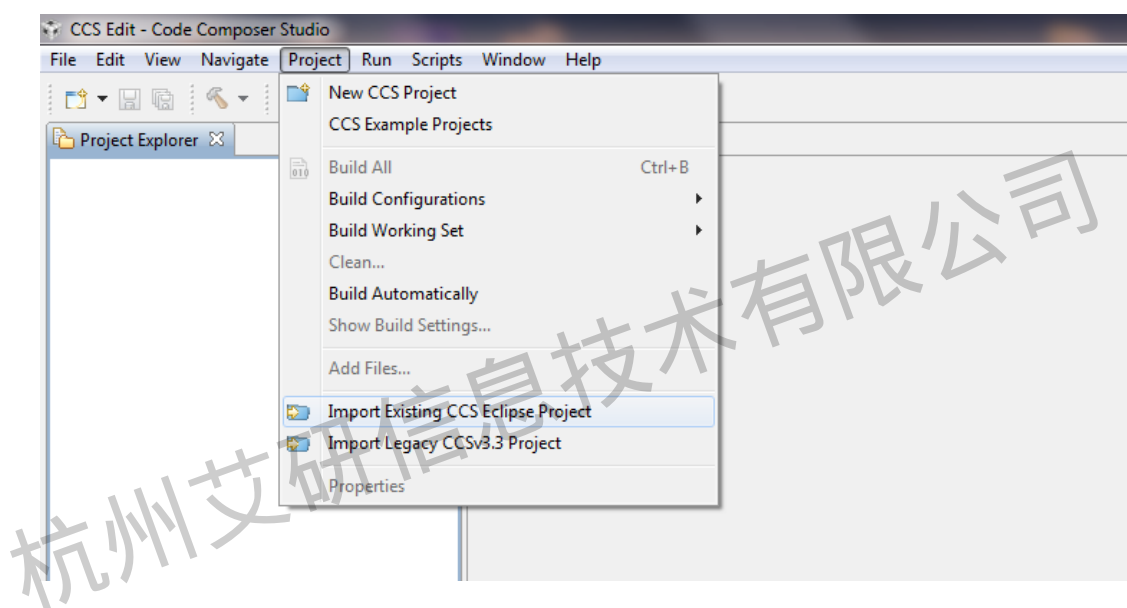 CCS Edit - Code Composer Studio
File Edit View Navigate Project Run Scripts Window Help
New CCS Project
CCS Example Projects
Project Explorer
Build All Ctrl+B
Build Configurations
Build Working Set
Clean...
Build Automatically
Show Build Settings...
Add Files...
Import Existing CCS Eclipse Project
Import Legacy CCSv3.3 Project
Properties
杭州艾研信息技术有限公司